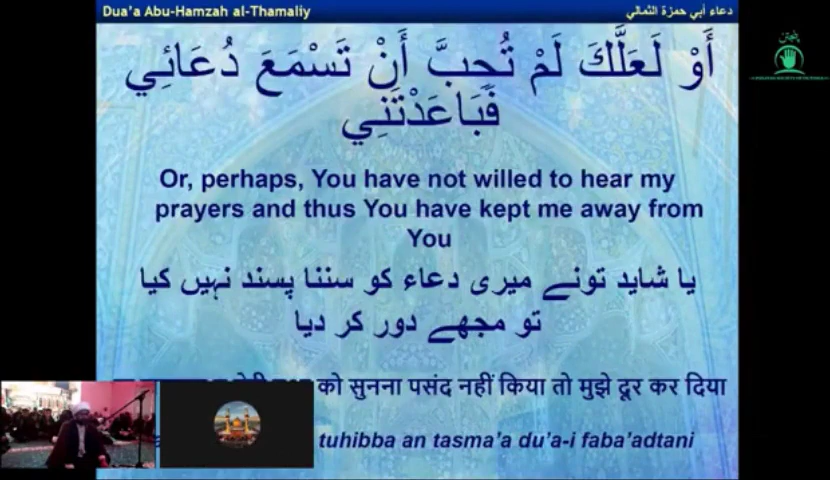 Dua'a Abu-Hamzah al-Thamaliy
دعاء أبي حمزة الثمالي
أَوْ لَعَلَّكَ لَمْ تُحِبَّ أَنْ تَسْمَعَ دُعَائِي
فَبَاعَدْتَنِي
Or, perhaps, You have not willed to hear my
prayers and thus You have kept me away from
You
یا شاید تونے میری دعاء کو سننا پسند نہیں کیا
تو مجھے دور کر دیا
को सुनना पसंद नहीं किया तो मुझे दूर कर दिया
tuhibba an tasma'a du'a-i faba'adtani